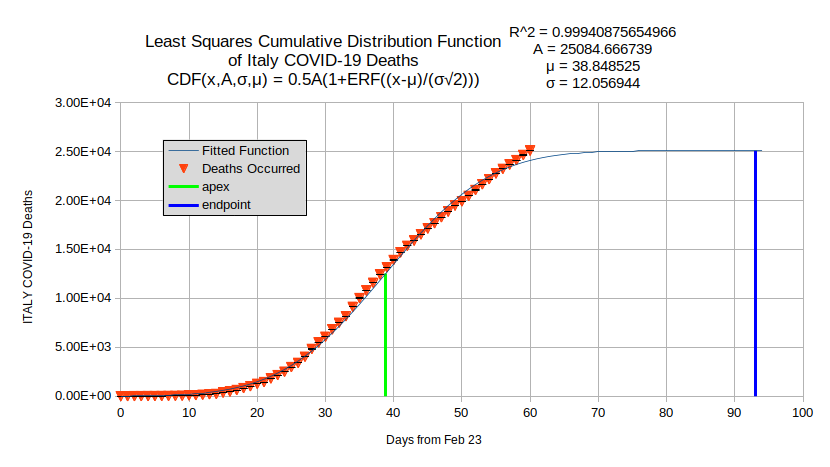 Least Squares Cumulative Distribution Function
of Italy COVID-19 Deaths
CDF(x,A,σ,μ) = 0.5A(1+ERF((x-μ)/(σ√2)))
R^2 = 0.99940875654966
A = 25084.666739
μ = 38.848525
σ = 12.056944
3.00E+04
2.50E+04
2.00E+04
1.50E+04
1.00E+04
5.00E+03
0.00E+00
ITALY COVID-19 Deaths
Fitted Function
Deaths Occurred
apex
endpoint
0 10 20 30 40 50 60 70 80 90 100
Days from Feb 23